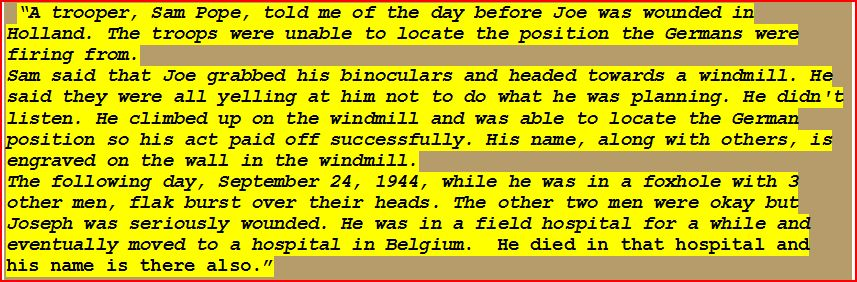 “A trooper, Sam Pope, told me of the day before Joe was wounded in
Holland. The troops were unable to locate the position the Germans were
firing from.
Sam said that Joe grabbed his binoculars and headed towards a windmill. He
said they were all yelling at him not to do what he was planning. He didn't
listen. He climbed up on the windmill and was able to locate the German
position so his act paid off successfully. His name, along with others, is
engraved on the wall in the windmill.
The following day, September 24, 1944, while he was in a foxhole with 3
other men, flak burst over their heads. The other two men were okay but
Joseph was seriously wounded. He was in a field hospital for a while and
eventually moved to a hospital in Belgium.  He died in that hospital and
his name is there also.”